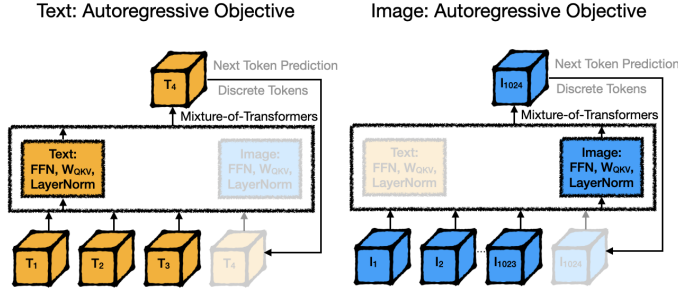 Text: Autoregressive Objective
T4
Next Token Prediction
Discrete Tokens
Mixture-of-Transformers
Text:
FFN, WQKV,
LayerNorm
Image:
FFN, WQKV,
LayerNorm
T1
T2
T3
T4
Image: Autoregressive Objective
I1024
Next Token Prediction
Discrete Tokens
Mixture-of-Transformers
Text:
FFN, WQKV,
LayerNorm
Image:
FFN, WQKV,
LayerNorm
I1
I2
I1023
I1024